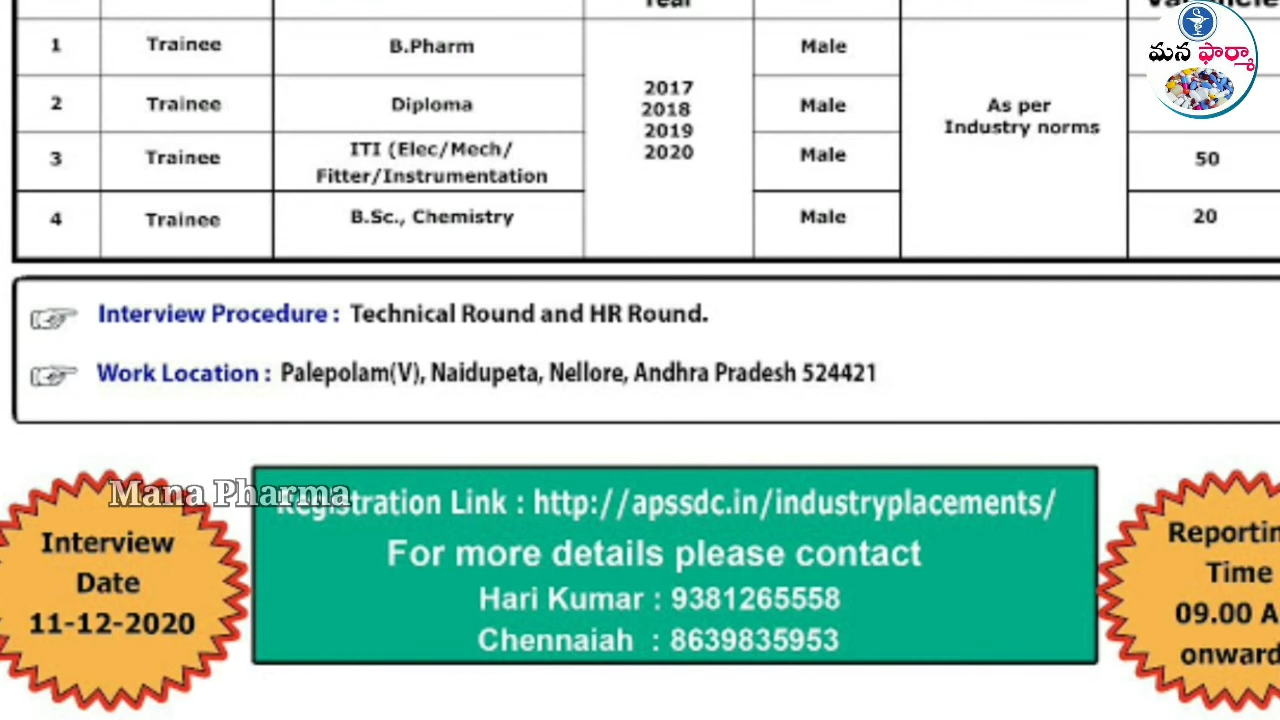 1 Trainee B.Pharm Male
2 Trainee Diploma Male
3 Trainee ITI (Elec/Mech/
Fitter/Instrumentation Male 50
4 Trainee B.Sc., Chemistry Male 20
2017
2018
2019
2020
As per
Industry norms
మన ఫార్మా
Interview Procedure : Technical Round and HR Round.
Work Location : Palepolam(V), Naidupeta, Nellore, Andhra Pradesh 524421
Mana Pharma
Registration Link : http://apssdc.in/industryplacements/
For more details please contact
Hari Kumar : 9381265558
Chennaiah : 8639835953
Interview
Date
11-12-2020
Reportin
Time
09.00 A
onward